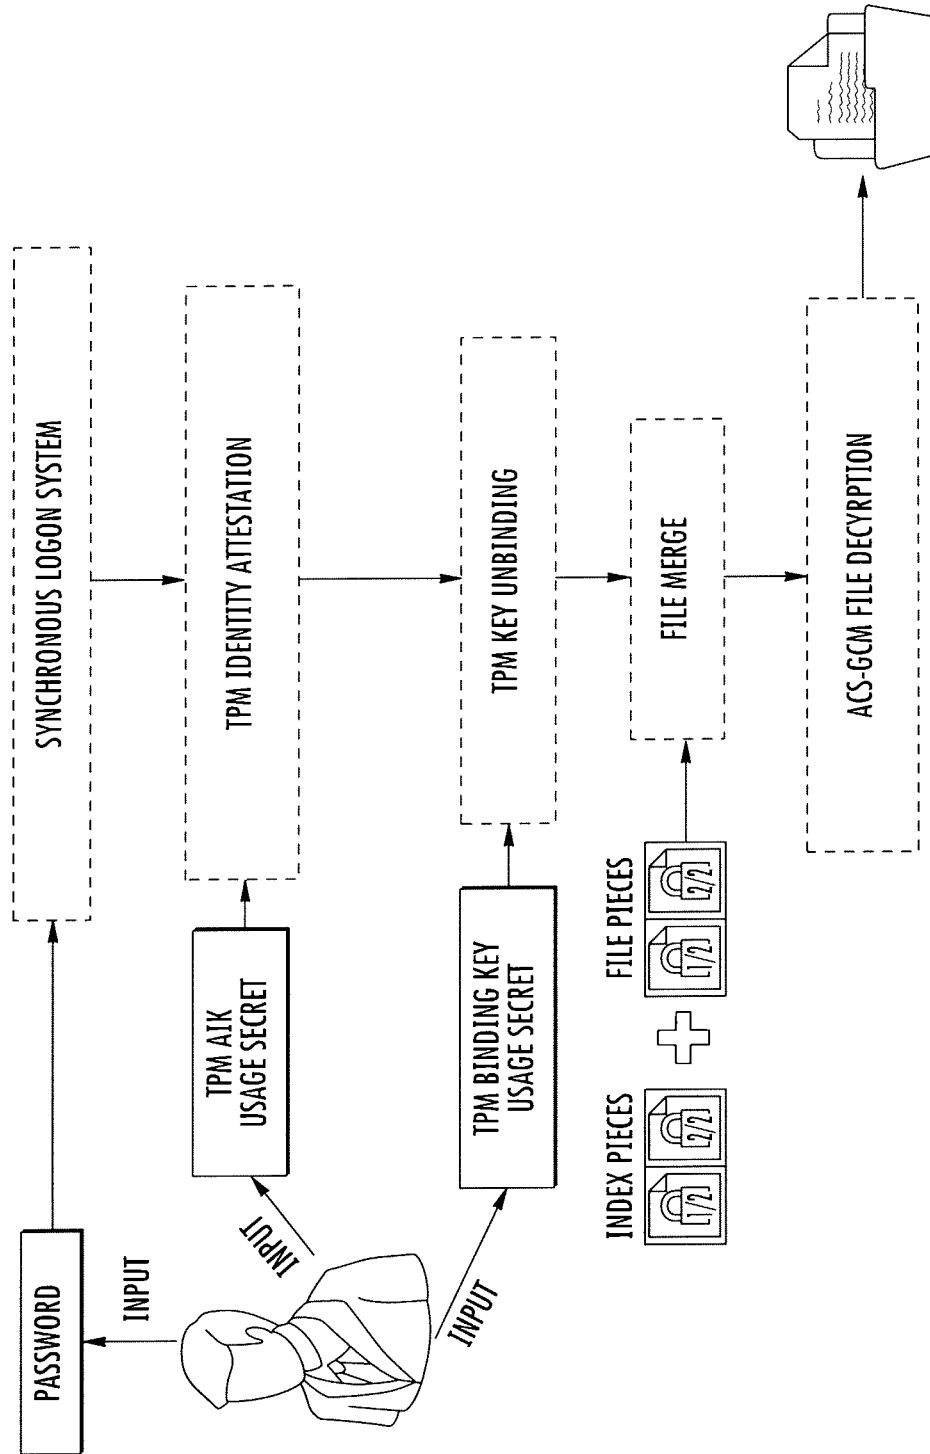 PASSWORD
SYNCHRONOUS LOGON SYSTEM
INPUT
TPM AIK
USAGE SECRET
TPM IDENTITY ATTESTATION
INPUT
INPUT
TPM BINDING KEY
USAGE SECRET
TPM KEY UNBINDING
INDEX PIECES
1/2
2/2
FILE PIECES
1/2
2/2
FILE MERGE
ACS-GCM FILE DECYRPTION